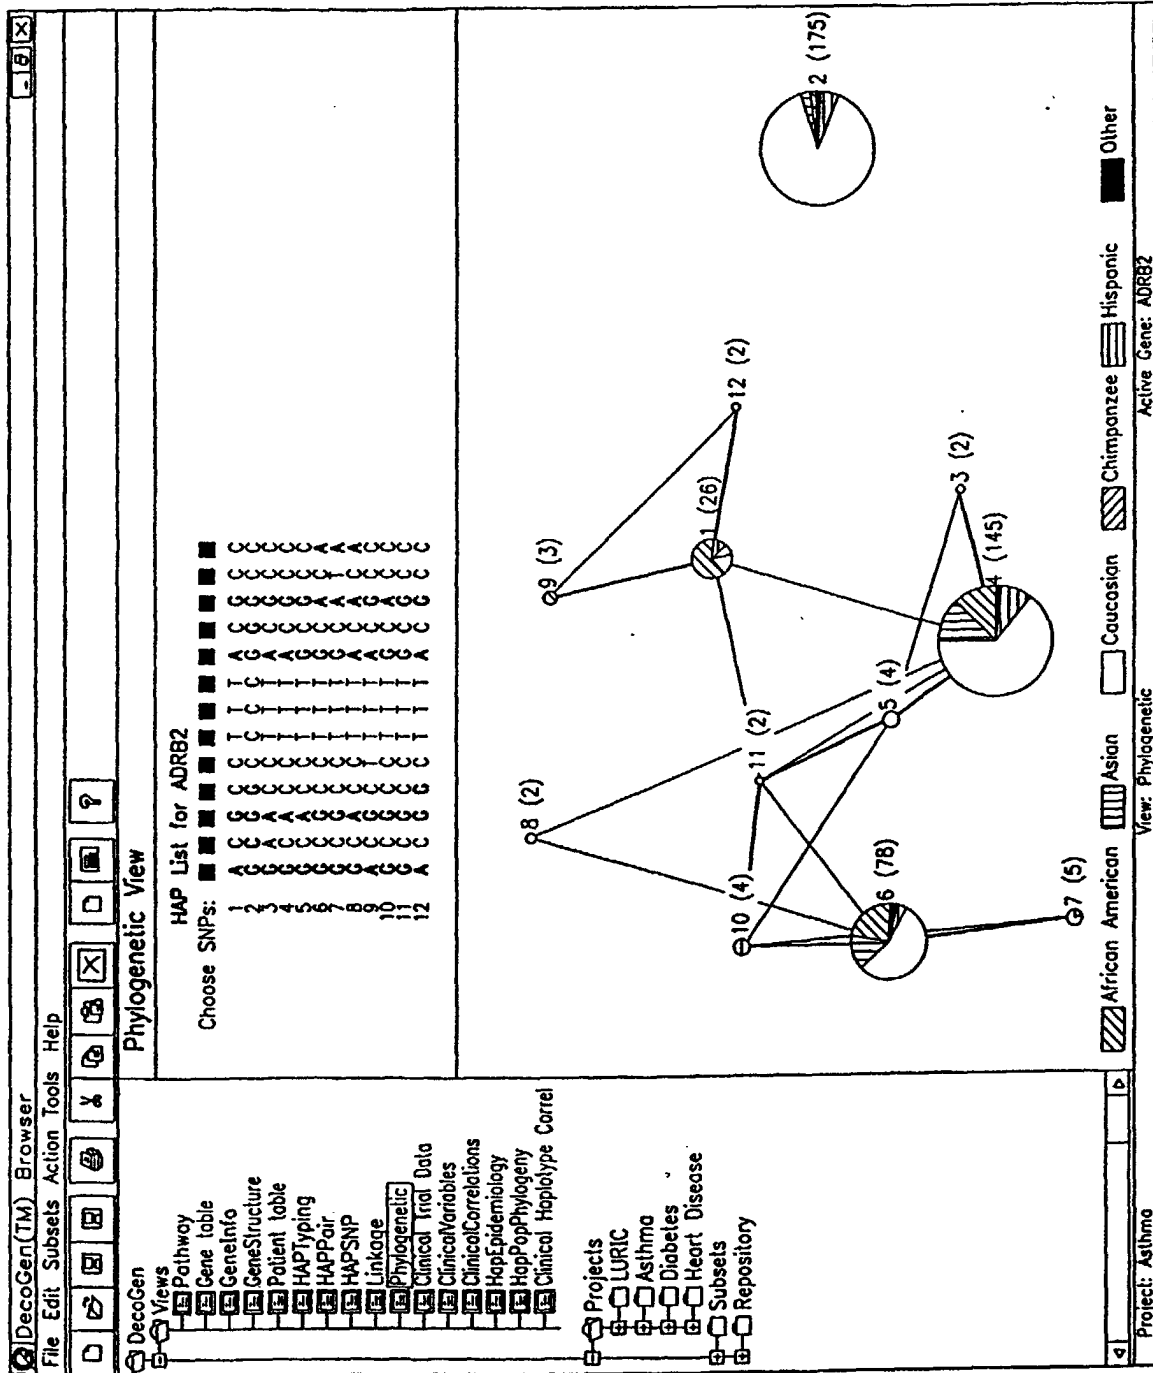 DecoGen(TM) Browser
File Edit Subsets Action Tools Help
DecoGen
Views
Pathway
Gene table
GeneInfo
GeneStructure
Patient table
HAPTyping
HAPPair
HAPSNP
Linkage
Phylogenetic
Clinical Trial Data
ClinicalVariables
ClinicalCorrelations
HapEpidemiology
HapPopPhylogeny
Clinical Haplotype Correl
Projects
LURIC
Asthma
Diabetes
Heart Disease
Subsets
Repository
Phylogenetic View
HAP List for ADRB2
Choose SNPs:
1 A C G C C T T T A C G C C
2 A C G G C C C C G G G C C
3 G A A C C T T T A C G C C
4 G C A C C T T T A C G C C
5 G C A C C T T T G C G C C
6 G C G C C T T T G C A C A
7 G C G C C T T T G C A T A
8 G C A C C T T T A C A C A
9 A C G C T T T T A C G C C
10 G C G C C T T T G C A C C
11 G C G C C T T T G C G C C
12 A C G G C T T T A C G C C
8 (2)
9 (3)
10 (4)
11 (2)
1 (26)
12 (2)
2 (175)
6 (78)
5 (4)
3 (2)
4 (145)
7 (5)
African American Asian Caucasian Chimpanzee Hispanic Other
Project: Asthma View: Phylogenetic Active Gene: ADRB2